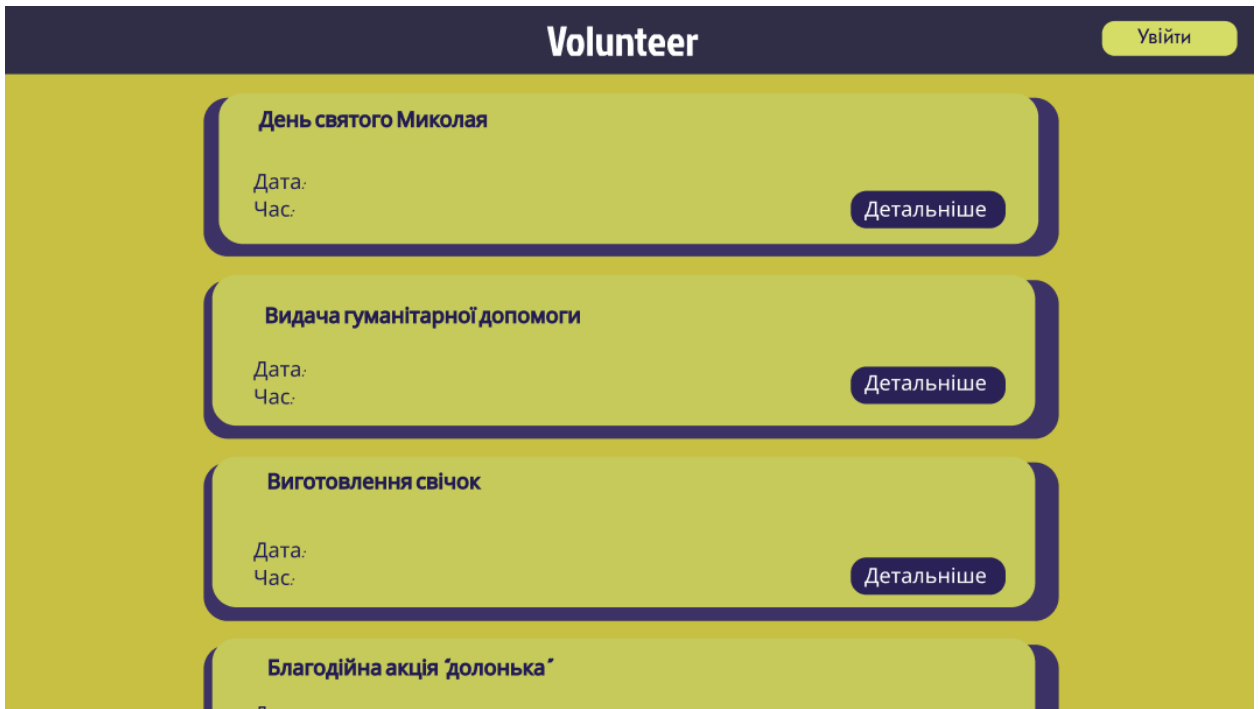 Volunteer
Увійти
День святого Миколая
Дата:
Час:
Детальніше
Видача гуманітарної допомоги
Дата:
Час:
Детальніше
Виготовлення свічок
Дата:
Час:
Детальніше
Благодійна акція "долонька"